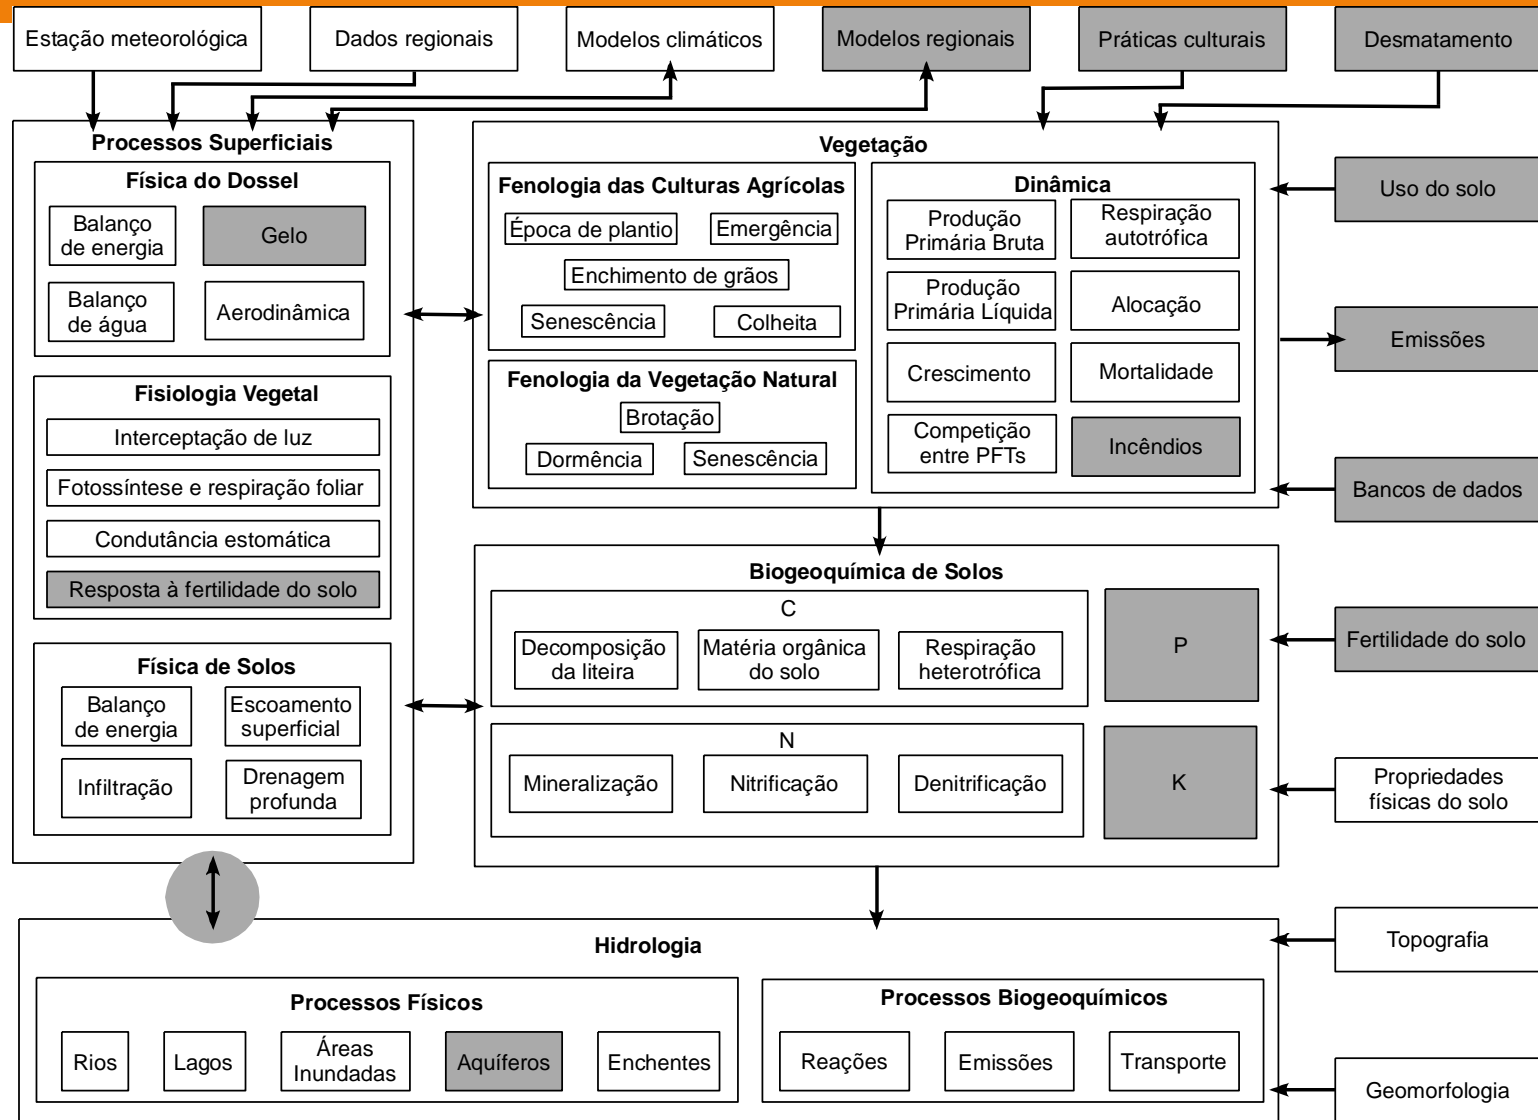 Estação meteorológica
Dados regionais
Modelos climáticos
Modelos regionais
Práticas culturais
Desmatamento
Processos Superficiais
Física do Dossel
Balanço
de energia
Gelo
Balanço
de água
Aerodinâmica
Fisiologia Vegetal
Interceptação de luz
Fotossíntese e respiração foliar
Condutância estomática
Resposta à fertilidade do solo
Física de Solos
Balanço
de energia
Escoamento
superficial
Infiltração
Drenagem
profunda
Vegetação
Fenologia das Culturas Agrícolas
Época de plantio
Emergência
Enchimento de grãos
Senescência
Colheita
Fenologia da Vegetação Natural
Brotação
Dormência
Senescência
Dinâmica
Produção
Primária Bruta
Respiração
autotrófica
Produção
Primária Líquida
Alocação
Crescimento
Mortalidade
Competição
entre PFTs
Incêndios
Uso do solo
Emissões
Bancos de dados
Biogeoquímica de Solos
C
Decomposição
da liteira
Matéria orgânica
do solo
Respiração
heterotrófica
P
N
Mineralização
Nitrificação
Denitrificação
K
Fertilidade do solo
Propriedades
físicas do solo
Hidrologia
Processos Físicos
Rios
Lagos
Áreas
Inundadas
Aquíferos
Enchentes
Processos Biogeoquímicos
Reações
Emissões
Transporte
Topografia
Geomorfologia